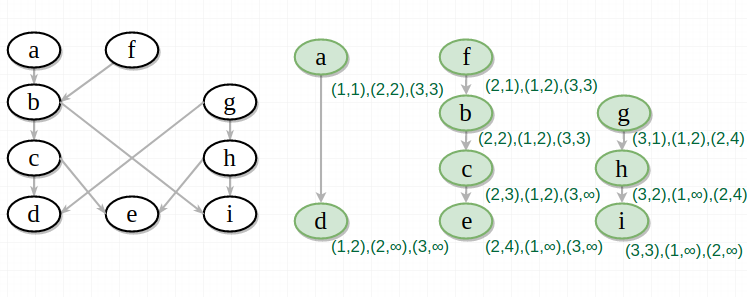 a
f
b
g
c
h
d
e
i
a
f
(1,1),(2,2),(3,3)
(2,1),(1,2),(3,3)
b
g
(2,2),(1,2),(3,3)
(3,1),(1,2),(2,4)
c
h
(2,3),(1,2),(3,∞)
(3,2),(1,∞),(2,4)
d
e
i
(1,2),(2,∞),(3,∞)
(2,4),(1,∞),(3,∞)
(3,3),(1,∞),(2,∞)